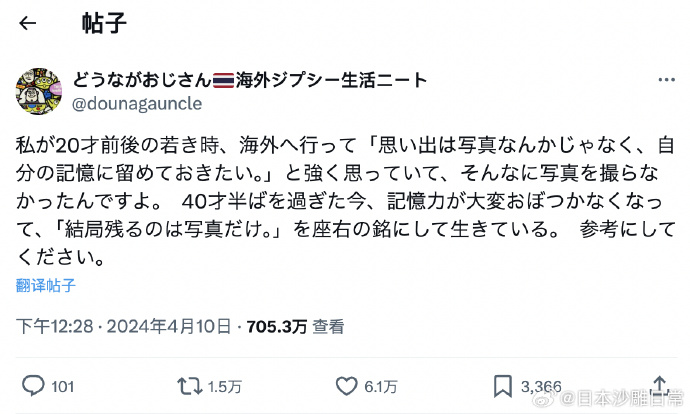 ← 帖子
どうながおじさん🇹🇭海外ジプシー生活ニート
@dounagauncle
...
私が20才前後の若き時、海外へ行って「思い出は写真なんかじゃなく、自
分の記憶に留めておきたい。」と強く思っていて、そんなに写真を撮らな
かったんですよ。 40才半ばを過ぎた今、記憶力が大変おぼつかなくなっ
て、「結局残るのは写真だけ。」を座右の銘にして生きている。 参考にして
ください。
翻译帖子
下午12:28 · 2024年4月10日 · 705.3万 查看
101 1.5万 6.1万 3,366
@日本沙雕日常